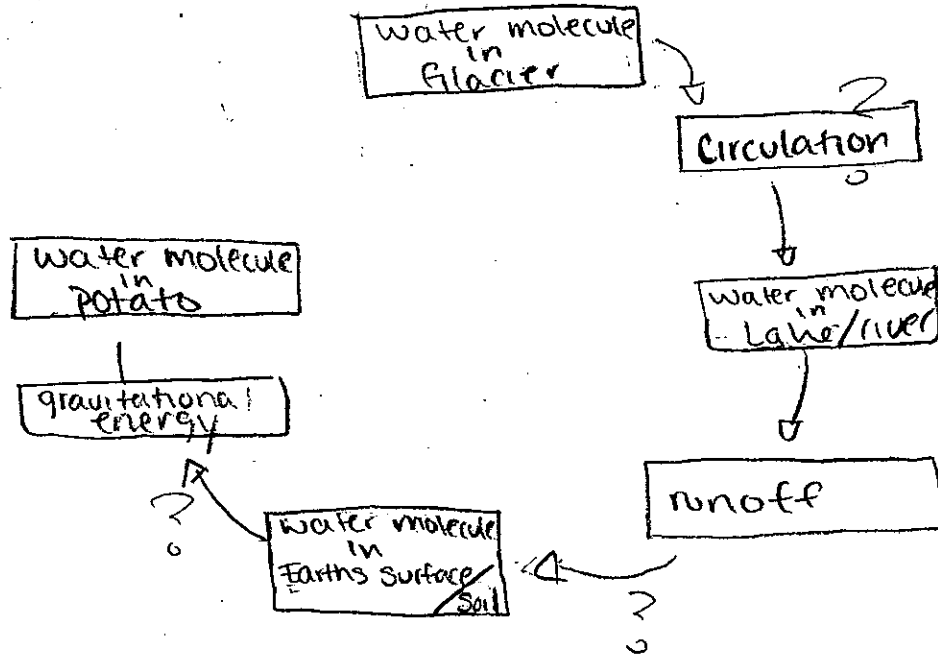 water molecule
in
Glacier
?
Circulation
water molecule
in
Lake/river
runoff
?
water molecule
in
Earths surface/
Soil
?
gravitational
energy
water molecule
in
Potato